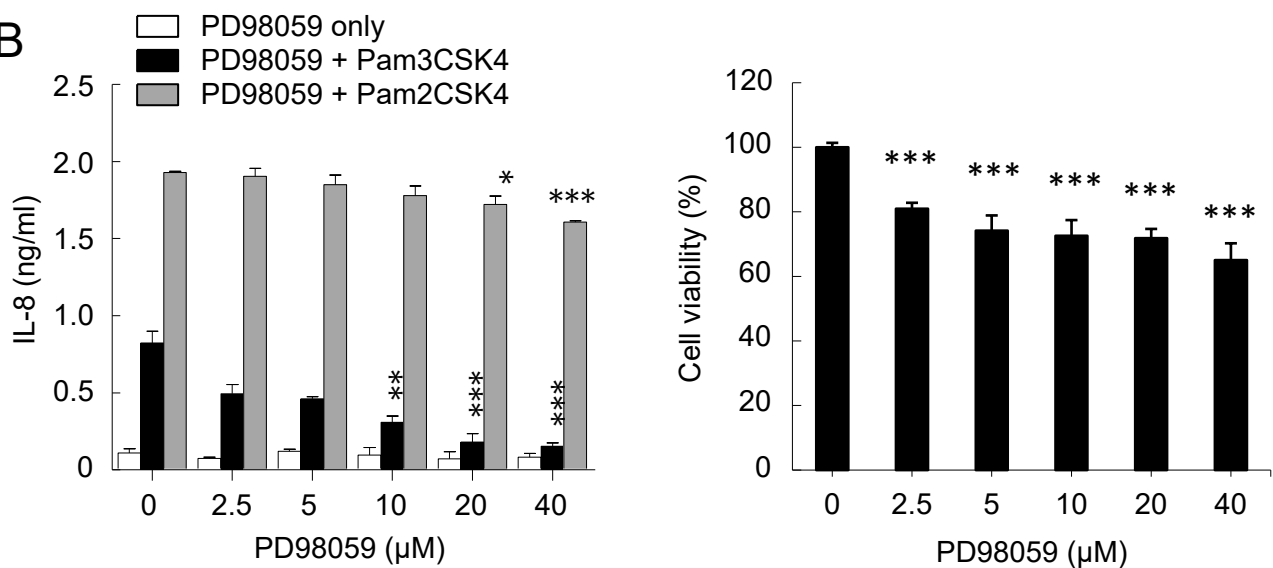 B
PD98059 only
PD98059 + Pam3CSK4
PD98059 + Pam2CSK4
2.5
2.0
1.5
1.0
0.5
0
IL-8 (ng/ml)
*
***
**
***
***
0 2.5 5 10 20 40
PD98059 (µM)
120
100
80
60
40
20
0
Cell viability (%)
*** *** *** *** ***
0 2.5 5 10 20 40
PD98059 (µM)